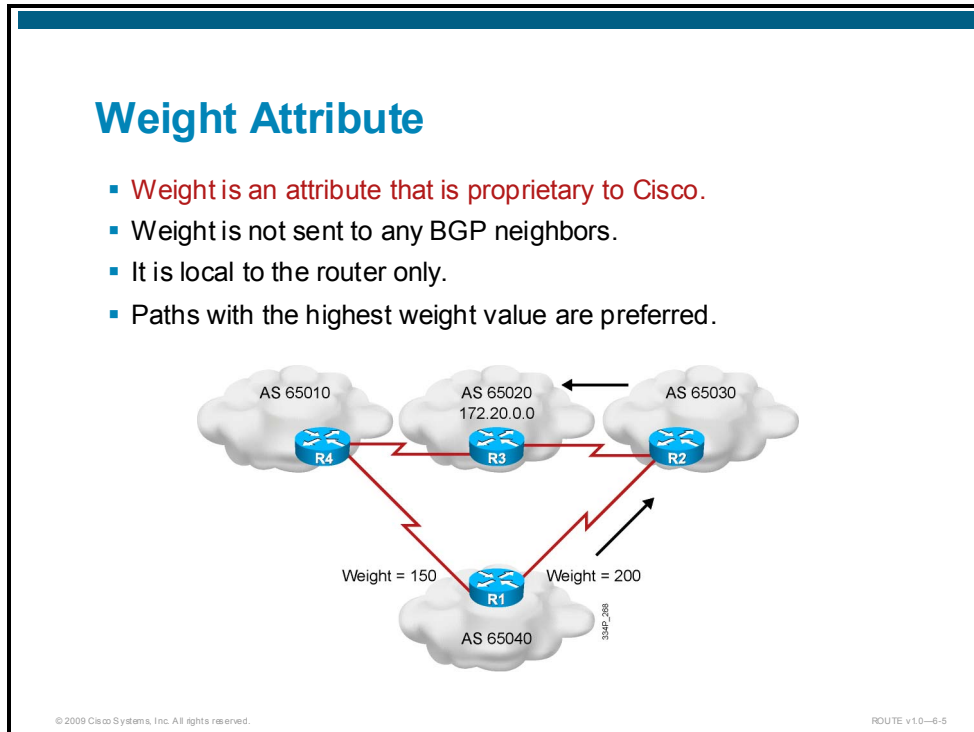 Weight Attribute
▪ Weight is an attribute that is proprietary to Cisco.
▪ Weight is not sent to any BGP neighbors.
▪ It is local to the router only.
▪ Paths with the highest weight value are preferred.
AS 65010
AS 65020
172.20.0.0
AS 65030
R4
R3
R2
Weight = 150
Weight = 200
R1
AS 65040
334P_268
© 2009 Cisco Systems, Inc. All rights reserved.
ROUTE v1.0—6-5